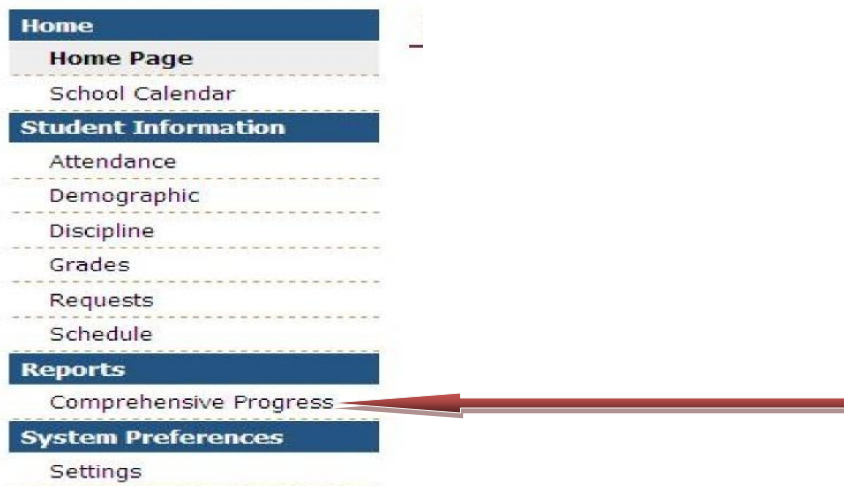 Home
Home Page
School Calendar
Student Information
Attendance
Demographic
Discipline
Grades
Requests
Schedule
Reports
Comprehensive Progress
System Preferences
Settings